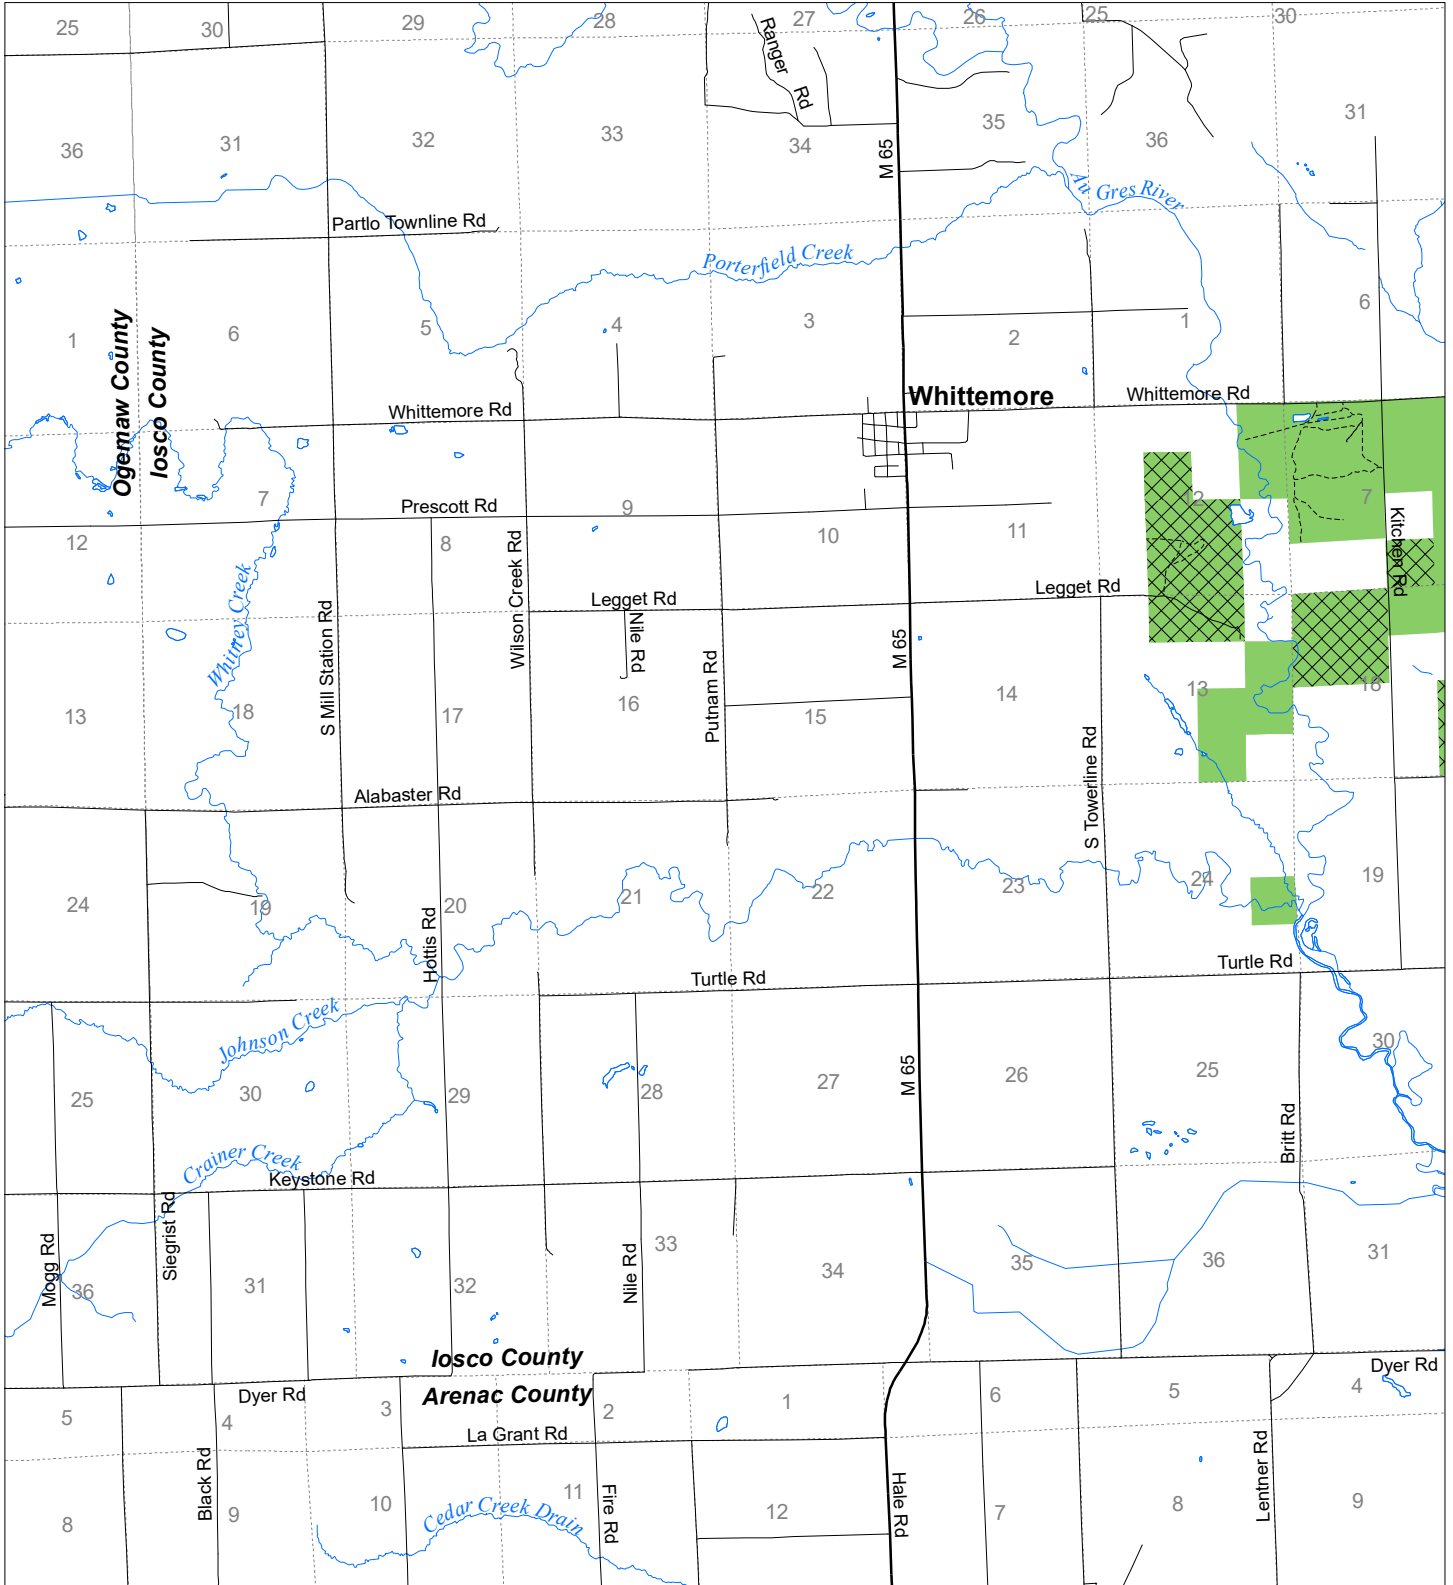 25
30
29
28
27
26
25
30
Ranger Rd
36
31
32
33
34
M 65
35
36
31
Au Gres River
Partlo Townline Rd
Porterfield Creek
1
Ogemaw County
Iosco County
6
5
4
3
2
1
6
Whittemore Rd
Whittemore
Whittemore Rd
7
Prescott Rd
9
12
7
12
8
10
11
Kitchen Rd
Whitney Creek
S Mill Station Rd
Wilson Creek Rd
Legget Rd
Nile Rd
Putnam Rd
M 65
Legget Rd
13
18
17
16
15
14
13
18
S Towerline Rd
Alabaster Rd
24
19
20
21
22
23
24
19
Hottis Rd
Turtle Rd
Turtle Rd
Johnson Creek
25
30
29
28
27
M 65
26
25
30
Britt Rd
Crainer Creek
Keystone Rd
Mogg Rd
Siegrist Rd
36
31
32
Nile Rd
33
34
35
36
31
Iosco County
Arenac County
Dyer Rd
Dyer Rd
5
4
3
2
1
6
5
4
La Grant Rd
Black Rd
8
9
10
Cedar Creek Drain
11
Fire Rd
12
Hale Rd
7
8
Lentner Rd
9